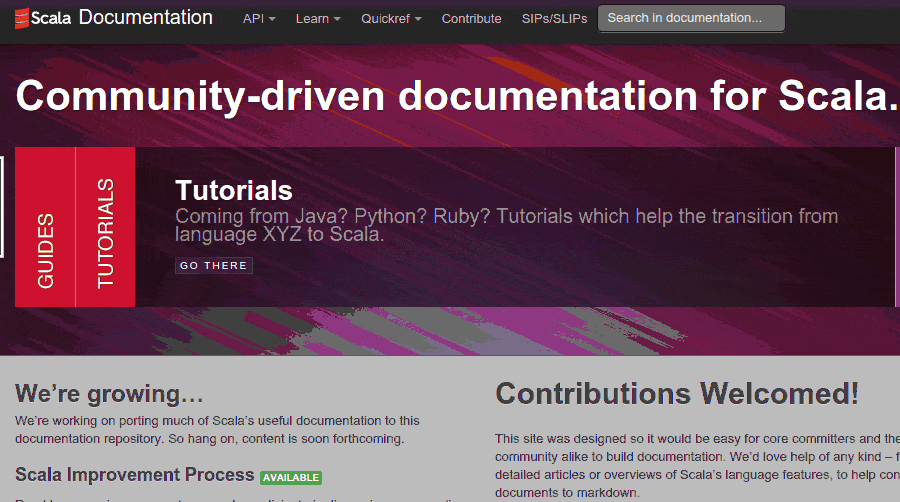 Scala Documentation API Learn Quickref Contribute SIPs/SLIPs Search in documentation...
Community-driven documentation for Scala.
GUIDES
TUTORIALS
Tutorials
Coming from Java? Python? Ruby? Tutorials which help the transition from
language XYZ to Scala.
GO THERE
We're growing…
We're working on porting much of Scala's useful documentation to this
documentation repository. So hang on, content is soon forthcoming.
Scala Improvement Process AVAILABLE
Contributions Welcomed!
This site was designed so it would be easy for core committers and the
community alike to build documentation. We'd love help of any kind –
detailed articles or overviews of Scala's language features, to help
documents to markdown.